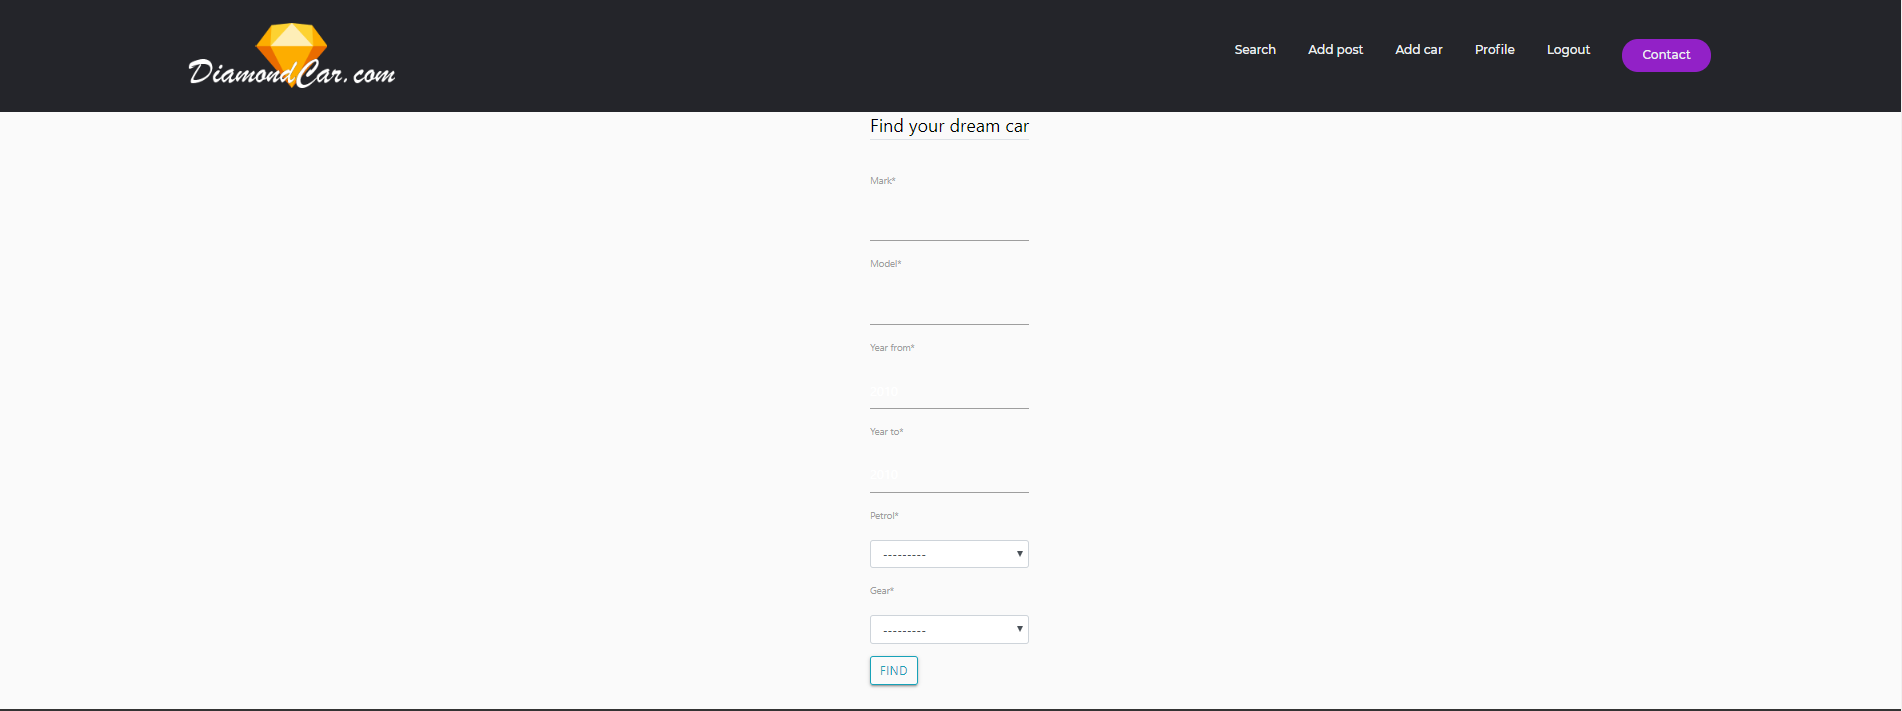 DiamondCar.com
Search Add post Add car Profile Logout Contact
Find your dream car
Mark*
Model*
Year from*
Year to*
Petrol*
---------
Gear*
---------
FIND